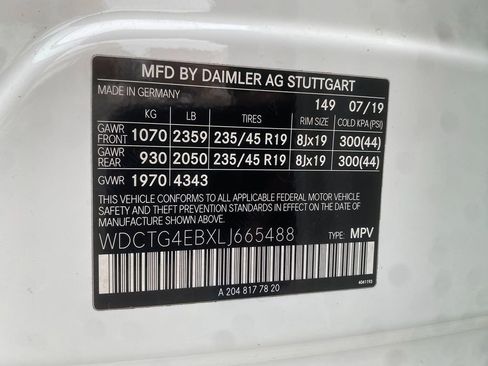 MFD BY DAIMLER AG STUTTGART
MADE IN GERMANY 149 07/19
KG LB TIRES RIM SIZE COLD KPA(PSI)
GAWR FRONT 1070 2359 235/45 R19 8Jx19 300(44)
GAWR REAR 930 2050 235/45 R19 8Jx19 300(44)
GVWR 1970 4343
THIS VEHICLE CONFORMS TO ALL APPLICABLE FEDERAL MOTOR VEHICLE
SAFETY AND THEFT PREVENTION STANDARDS IN EFFECT ON THE DATE OF
MANUFACTURE SHOWN ABOVE.
WDCTG4EBXLJ665488 TYPE: MPV
A 204 817 78 20